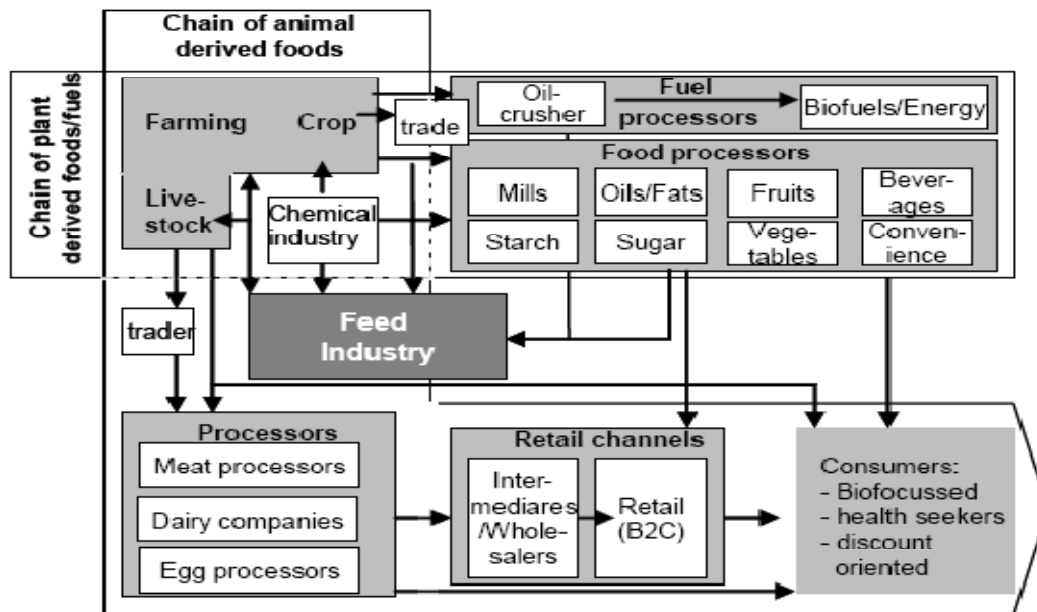 Chain of animal
derived foods
Chain of plant
derived foods/fuels
Farming
Crop
Live-
stock
trade
Oil-
crusher
Fuel
processors
Biofuels/Energy
Food processors
Mills
Oils/Fats
Fruits
Bever-
ages
Starch
Sugar
Vege-
tables
Conven-
ience
Chemical
industry
trader
Feed
Industry
Processors
Meat processors
Dairy companies
Egg processors
Retail channels
Inter-
mediares
/Whole-
salers
Retail
(B2C)
Consumers:
- Biofocussed
- health seekers
- discount
oriented